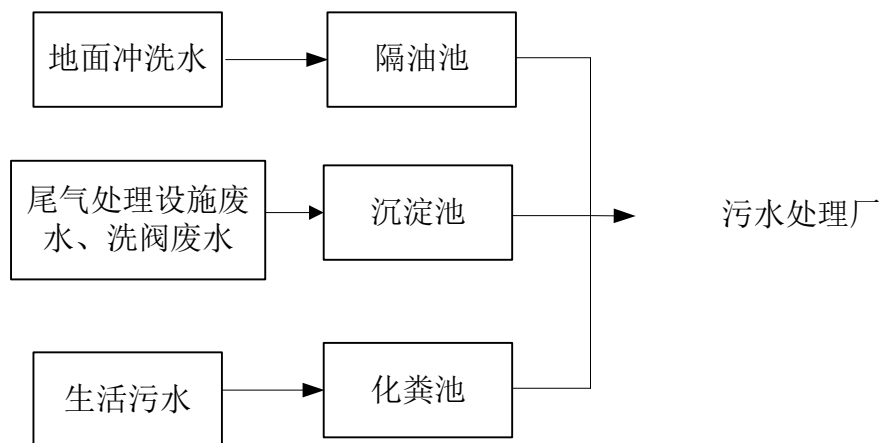 地面冲洗水
隔油池
尾气处理设施废
水、洗阀废水
沉淀池
污水处理厂
生活污水
化粪池